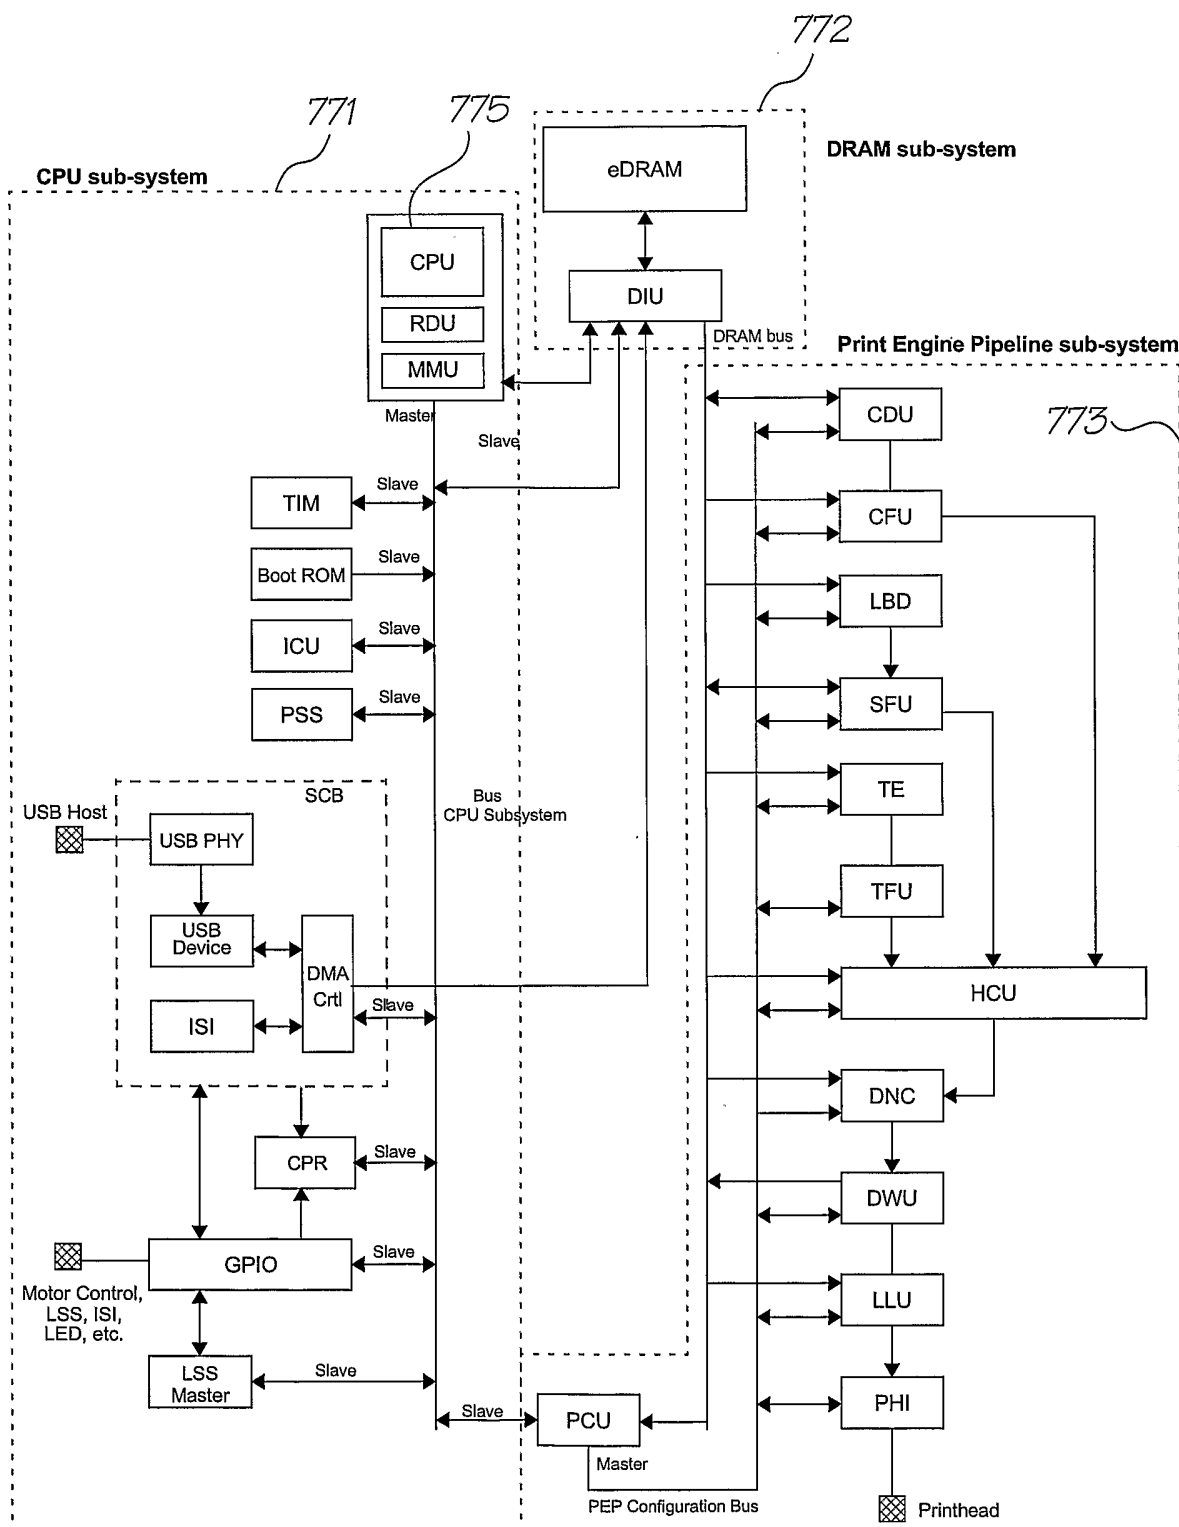 772
771
775
DRAM sub-system
CPU sub-system
eDRAM
CPU
DIU
RDU
DRAM bus
Print Engine Pipeline sub-system
MMU
Master
CDU
773
Slave
TIM
Slave
CFU
Boot ROM
Slave
LBD
ICU
Slave
PSS
Slave
SFU
SCB
Bus
CPU Subsystem
TE
USB Host
USB PHY
TFU
USB
Device
DMA
Crtl
HCU
Slave
ISI
DNC
CPR
Slave
DWU
GPIO
Slave
Motor Control,
LSS, ISI,
LED, etc.
LLU
LSS
Master
Slave
Slave
PCU
PHI
Master
PEP Configuration Bus
Printhead